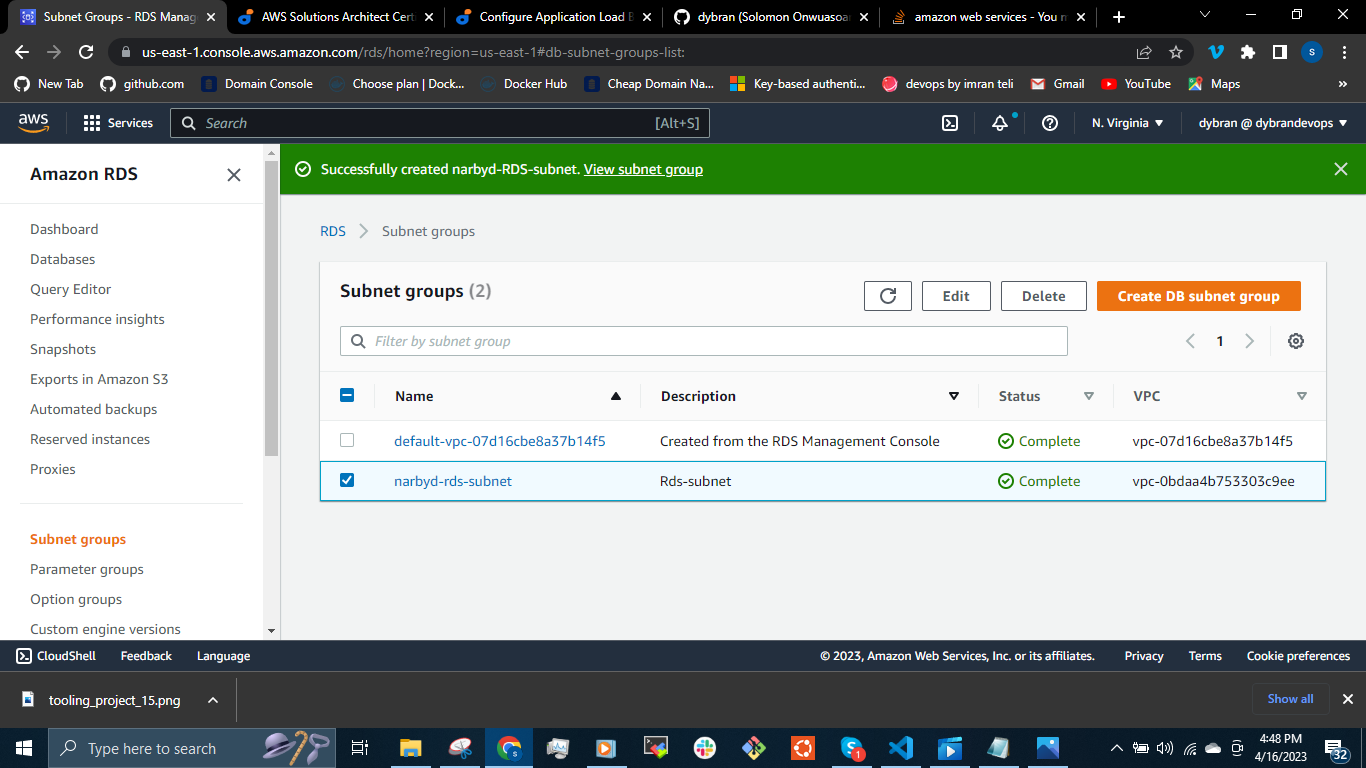 Subnet Groups - RDS Manag
AWS Solutions Architect Cert
Configure Application Load B
dybran (Solomon Onwuasoan
amazon web services - You n
us-east-1.console.aws.amazon.com/rds/home?region=us-east-1#db-subnet-groups-list:
S
New Tab
github.com
Domain Console
Choose plan | Dock...
Docker Hub
Cheap Domain Na...
Key-based authenti...
devops by imran teli
Gmail
YouTube
Maps
»
aws
Services
Search
[Alt+S]
N. Virginia
dybran @ dybrandevops
Amazon RDS
Successfully created narbyd-RDS-subnet. View subnet group
Dashboard
Databases
Query Editor
Performance insights
Snapshots
Exports in Amazon S3
Automated backups
Reserved instances
Proxies
Subnet groups
Parameter groups
Option groups
Custom engine versions
RDS
Subnet groups
Subnet groups (2)
Edit
Delete
Create DB subnet group
Filter by subnet group
1
Name
Description
Status
VPC
default-vpc-07d16cbe8a37b14f5
Created from the RDS Management Console
Complete
vpc-07d16cbe8a37b14f5
narbyd-rds-subnet
Rds-subnet
Complete
vpc-0bdaa4b753303c9ee
CloudShell
Feedback
Language
© 2023, Amazon Web Services, Inc. or its affiliates.
Privacy
Terms
Cookie preferences
tooling_project_15.png
Show all
Type here to search
1
4:48 PM
4/16/2023
32